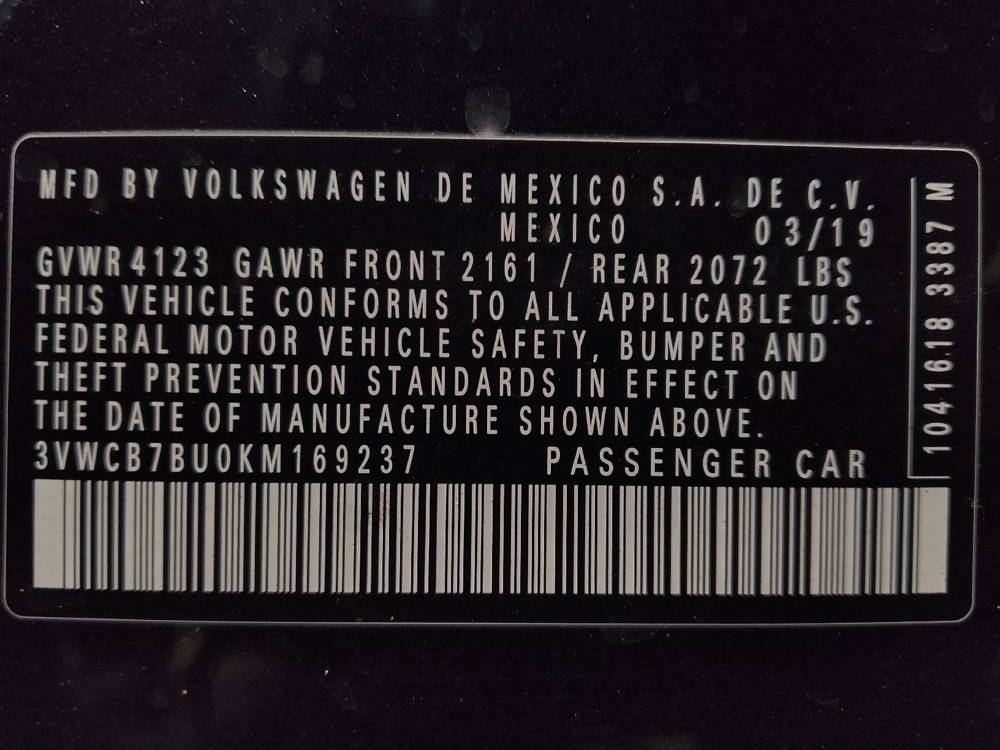 MFD BY VOLKSWAGEN DE MEXICO S.A. DE C.V.
MEXICO 03/19
GVWR 4123 GAWR FRONT 2161 / REAR 2072 LBS
THIS VEHICLE CONFORMS TO ALL APPLICABLE U.S.
FEDERAL MOTOR VEHICLE SAFETY, BUMPER AND
THEFT PREVENTION STANDARDS IN EFFECT ON
THE DATE OF MANUFACTURE SHOWN ABOVE.
3VWCB7BU0KM169237 PASSENGER CAR
1041618 3387 M